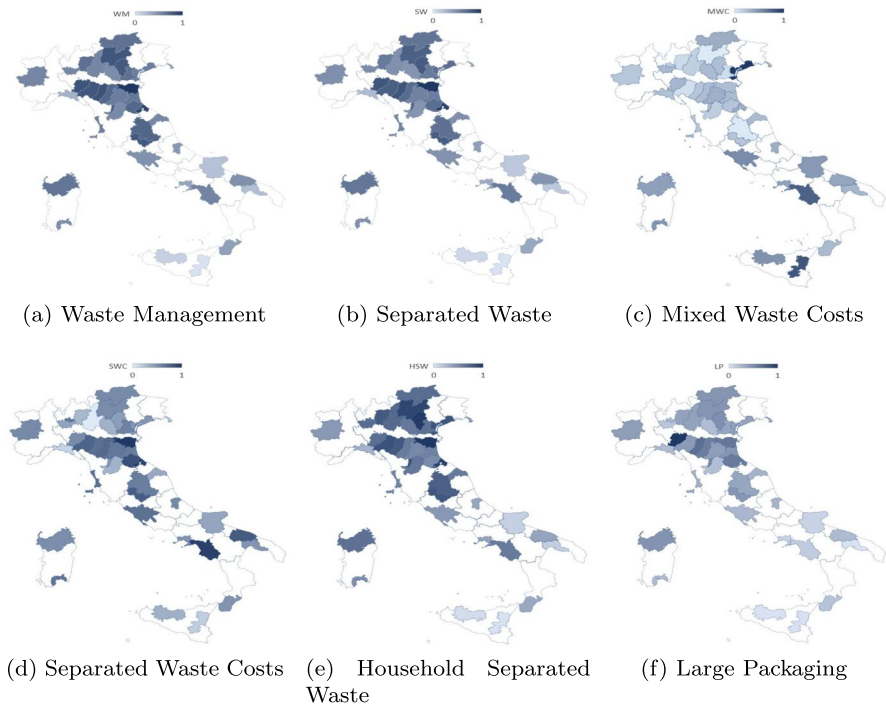 WM
0 1
SW
0 1
MWC
0 1
(a) Waste Management
(b) Separated Waste
(c) Mixed Waste Costs
SWC
0 1
HSW
0 1
LP
0 1
(d) Separated Waste Costs
(e) Household Separated
Waste
(f) Large Packaging